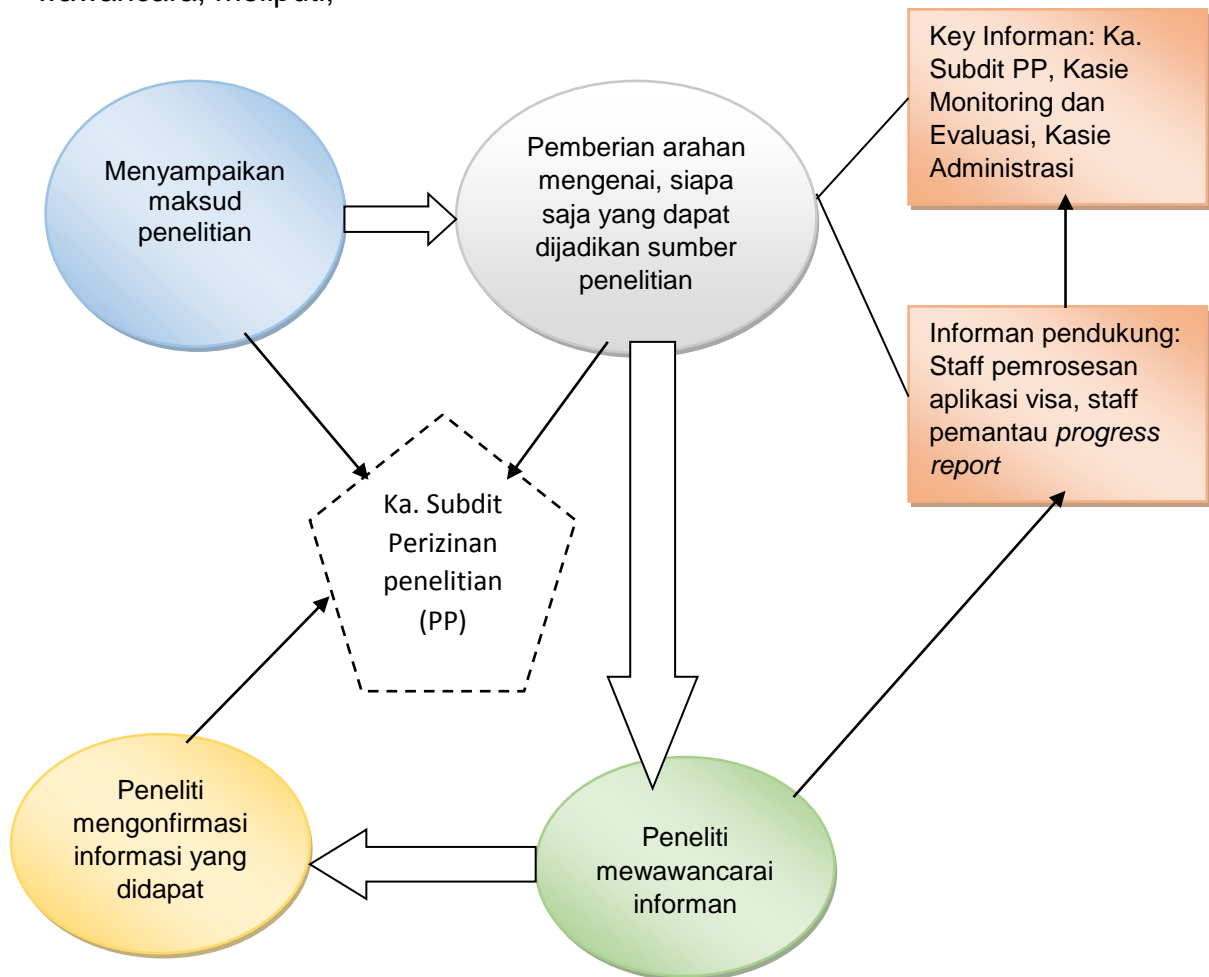 Menyampaikan
maksud
penelitian
Pemberian arahan
mengenai, siapa
saja yang dapat
dijadikan sumber
penelitian
Key Informan: Ka.
Subdit PP, Kasie
Monitoring dan
Evaluasi, Kasie
Administrasi
Informan pendukung:
Staff pemrosesan
aplikasi visa, staff
pemantau progress
report
Ka. Subdit
Perizinan
penelitian
(PP)
Peneliti
mengonfirmasi
informasi yang
didapat
Peneliti
mewawancarai
informan